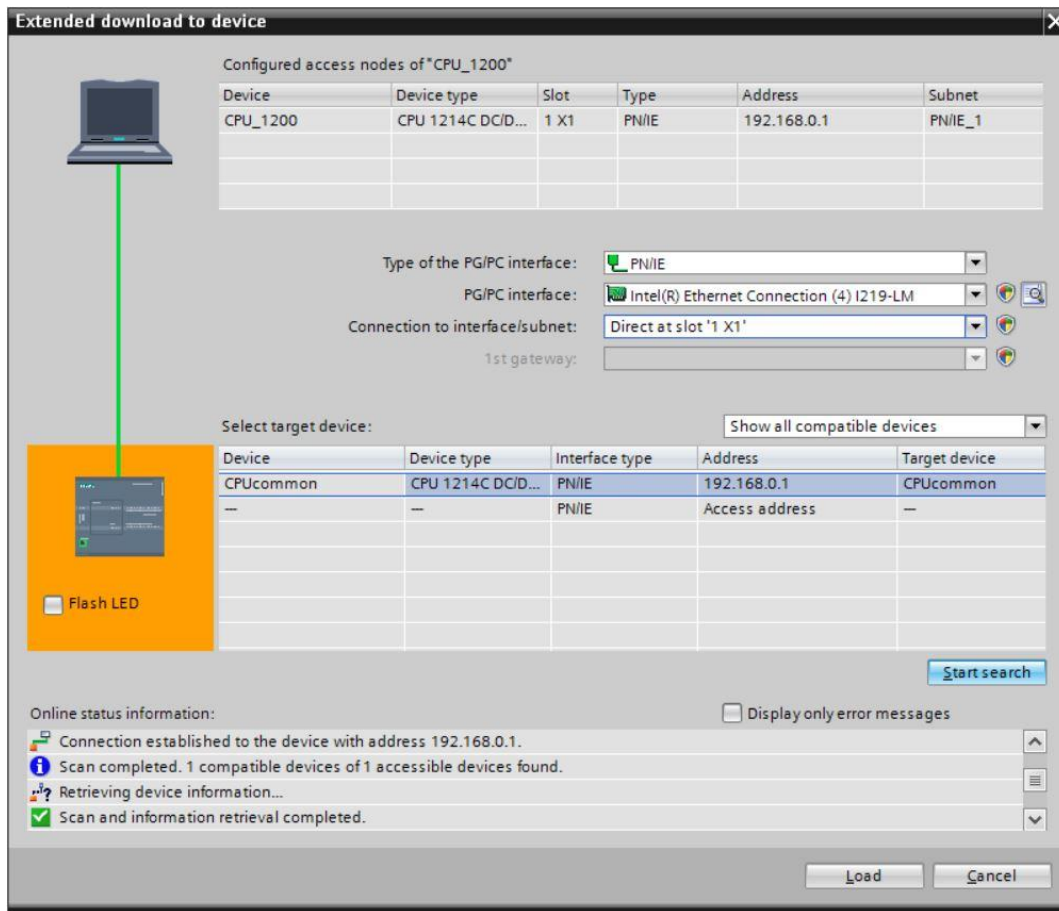 Extended download to device
Configured access nodes of "CPU_1200"
Device Device type Slot Type Address Subnet
CPU_1200 CPU 1214C DC/D... 1 X1 PN/IE 192.168.0.1 PN/IE_1
Type of the PG/PC interface: PN/IE
PG/PC interface: Intel(R) Ethernet Connection (4) I219-LM
Connection to interface/subnet: Direct at slot '1 X1'
1st gateway:
Select target device: Show all compatible devices
Device Device type Interface type Address Target device
CPUcommon CPU 1214C DC/D... PN/IE 192.168.0.1 CPUcommon
— — PN/IE Access address —
Flash LED
Start search
Online status information: Display only error messages
Connection established to the device with address 192.168.0.1.
Scan completed. 1 compatible devices of 1 accessible devices found.
Retrieving device information...
Scan and information retrieval completed.
Load Cancel